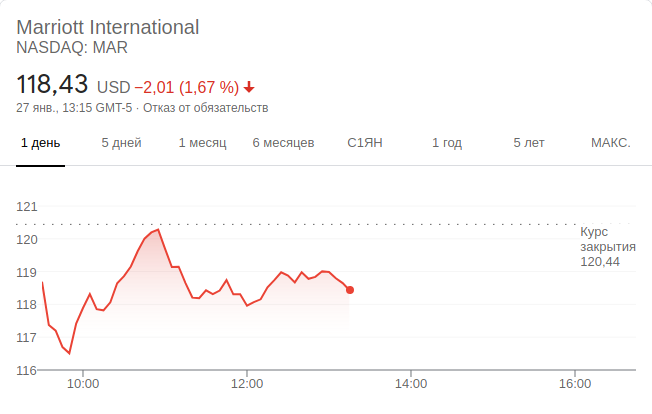 Marriott International
NASDAQ: MAR
118,43 USD −2,01 (1,67 %)
27 янв., 13:15 GMT-5 · Отказ от обязательств
1 день 5 дней 1 месяц 6 месяцев С1ЯН 1 год 5 лет МАКС.
121
120
119
118
117
116
Курс
закрытия
120,44
10:00 12:00 14:00 16:00